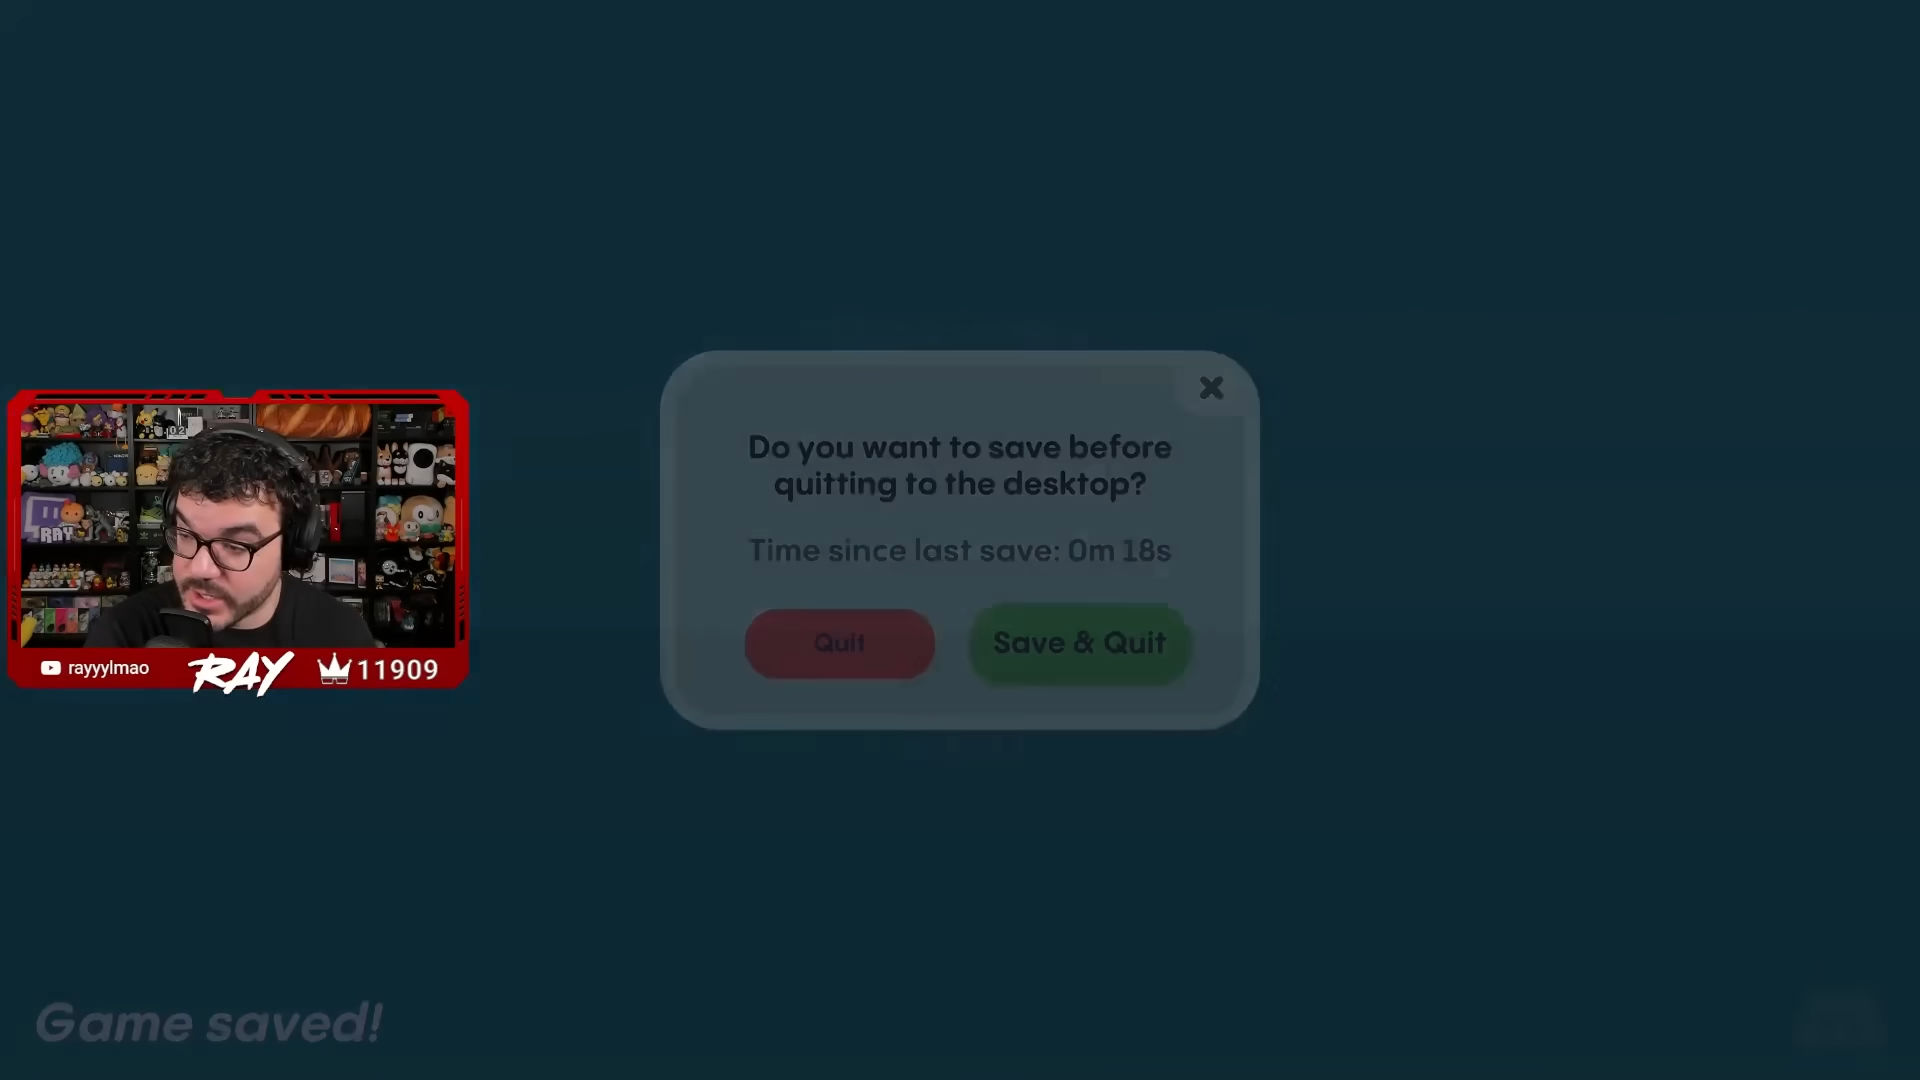 Do you want to save before
quitting to the desktop?
Time since last save: 0m 18s
Quit
Save & Quit
RAY
rayyylmao
RAY
11909
Game saved!